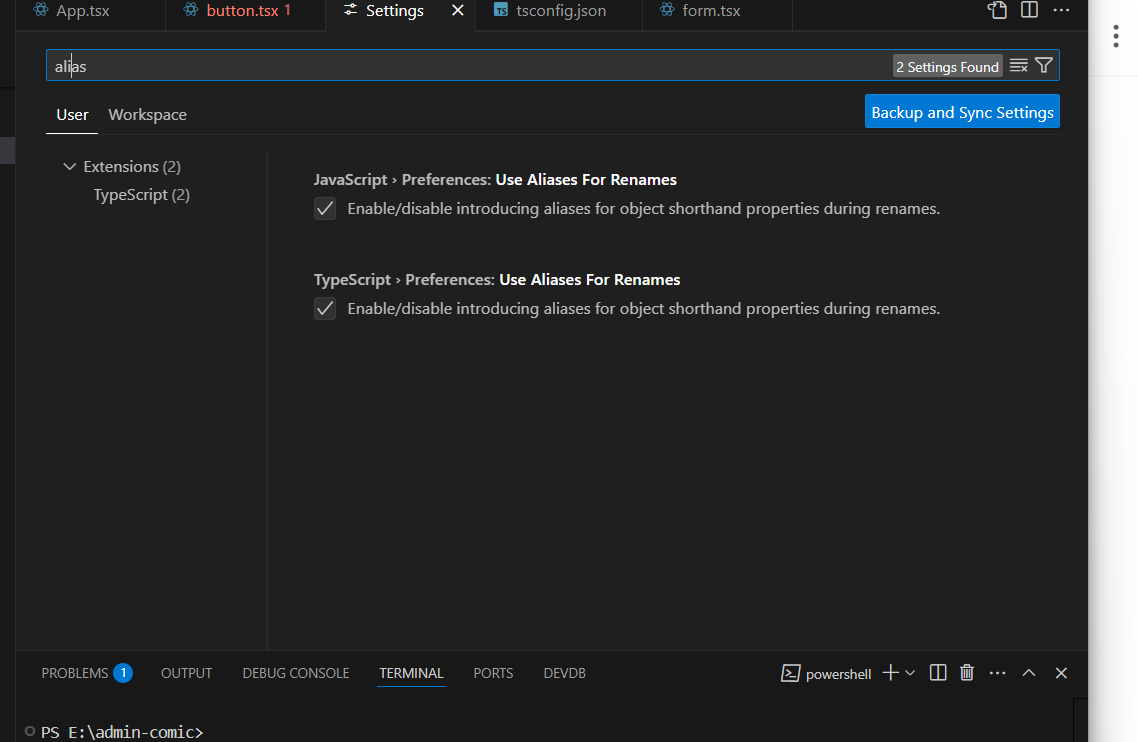 App.tsx
button.tsx 1
Settings
tsconfig.json
form.tsx
alias
2 Settings Found
User
Workspace
Backup and Sync Settings
Extensions (2)
TypeScript (2)
JavaScript › Preferences: Use Aliases For Renames
Enable/disable introducing aliases for object shorthand properties during renames.
TypeScript › Preferences: Use Aliases For Renames
Enable/disable introducing aliases for object shorthand properties during renames.
PROBLEMS 1
OUTPUT
DEBUG CONSOLE
TERMINAL
PORTS
DEVDB
powershell
PS E:\admin-comic>